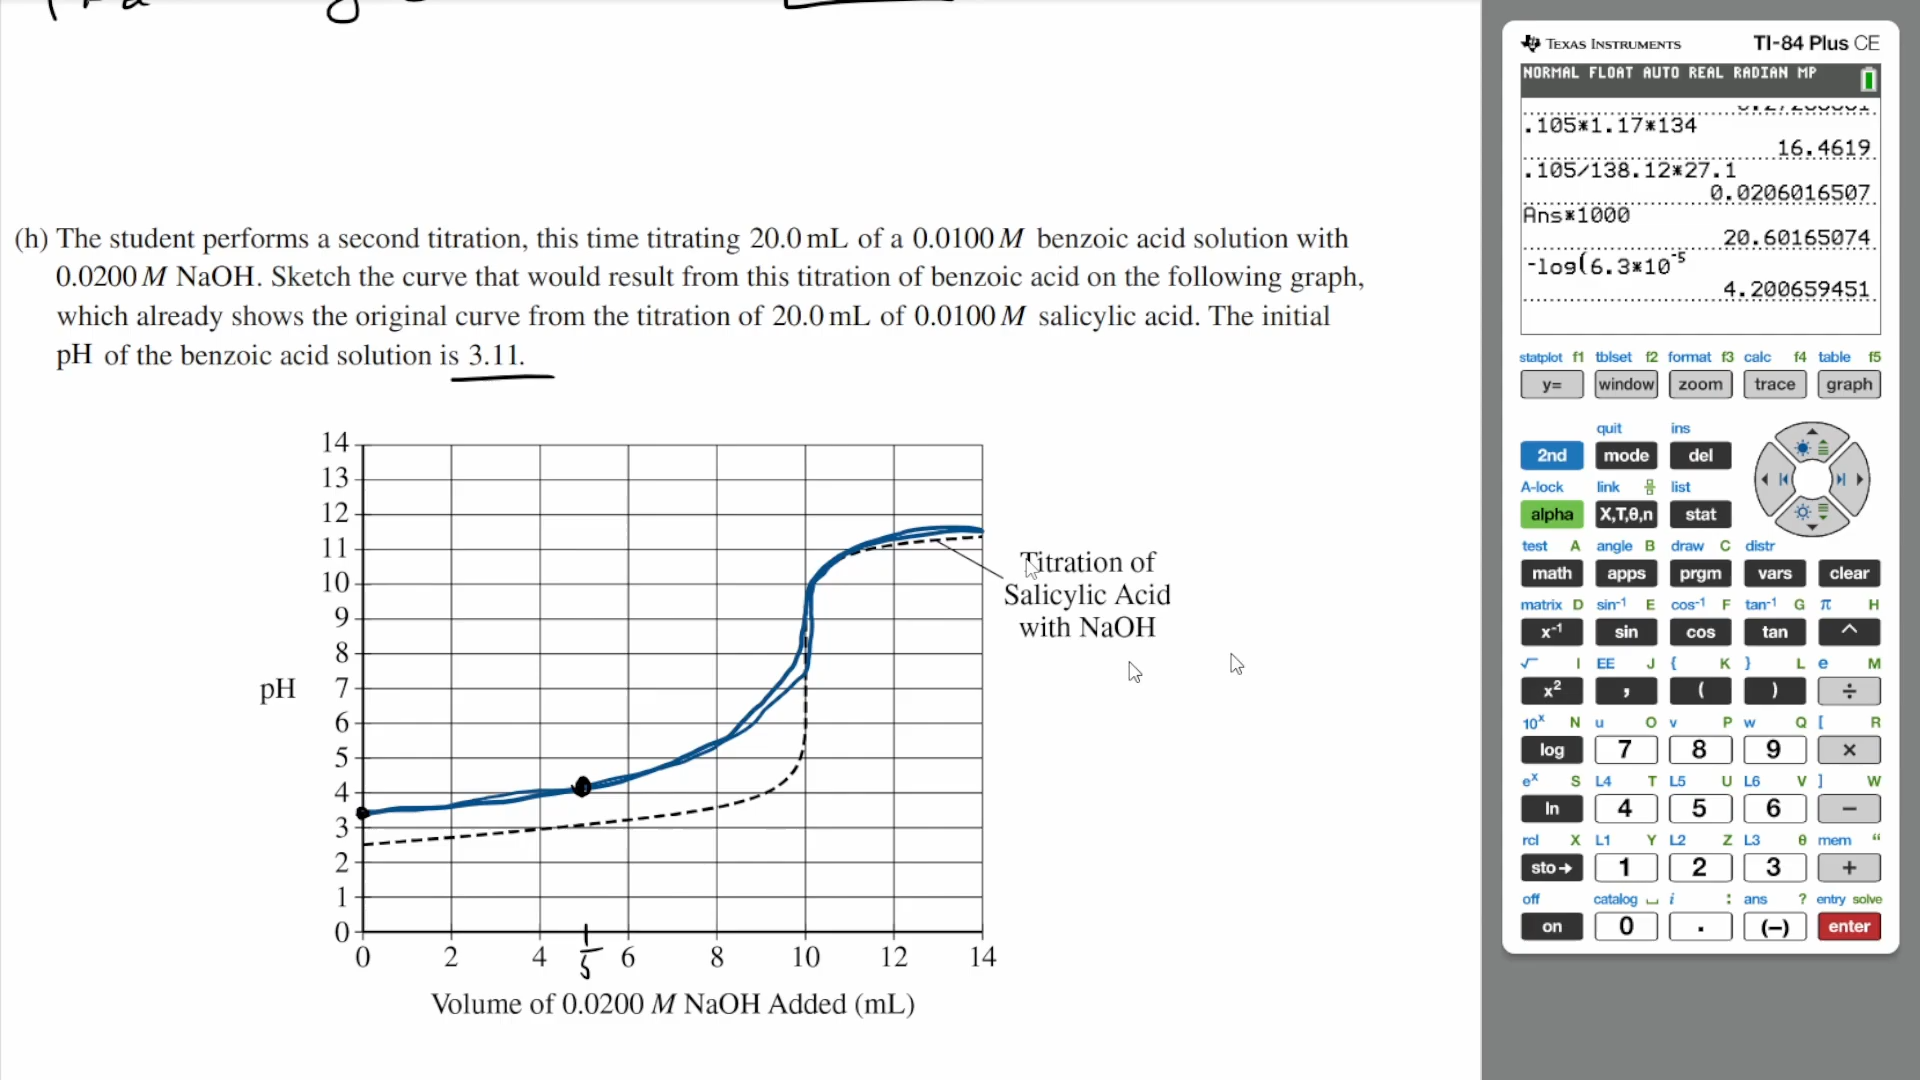 (h) The student performs a second titration, this time titrating 20.0 mL of a 0.0100 M benzoic acid solution with
0.0200 M NaOH. Sketch the curve that would result from this titration of benzoic acid on the following graph,
which already shows the original curve from the titration of 20.0 mL of 0.0100 M salicylic acid. The initial
pH of the benzoic acid solution is 3.11.
14
13
12
11
10
9
8
7
6
5
4
3
2
1
0
pH
Titration of
Salicylic Acid
with NaOH
0 2 4 5 6 8 10 12 14
Volume of 0.0200 M NaOH Added (mL)
TEXAS INSTRUMENTS TI-84 Plus CE
NORMAL FLOAT AUTO REAL RADIAN MP
.105*1.17*134
16.4619
.105/138.12*27.1
0.0206016507
Ans*1000
20.60165074
-log(6.3*10^-5
4.200659451
statplot f1 tblset f2 format f3 calc f4 table f5
y= window zoom trace graph
quit ins
2nd mode del
A-lock link list
alpha X,T,θ,n stat
test A angle B draw C distr
math apps prgm vars clear
matrix D sin⁻¹ E cos⁻¹ F tan⁻¹ G π H
x⁻¹ sin cos tan ^
√ I EE J { K } L e M
x² , ( ) ÷
10ˣ N u O v P w Q [ R
log 7 8 9 ×
eˣ S L4 T L5 U L6 V ] W
ln 4 5 6 −
rcl X L1 Y L2 Z L3 θ mem “
sto→ 1 2 3 +
off catalog ⌴ i : ans ? entry solve
on 0 . (−) enter